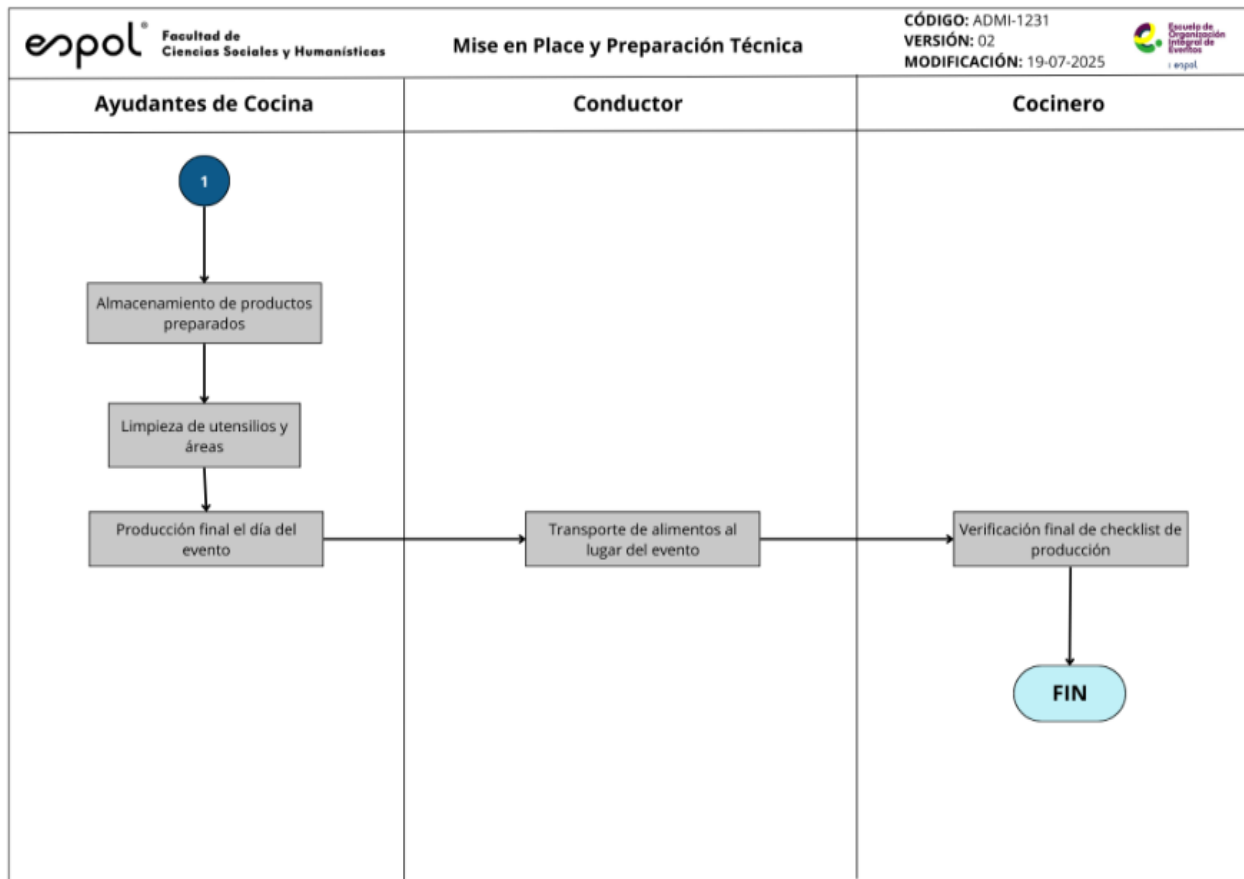 espol
Facultad de
Ciencias Sociales y Humanísticas
Mise en Place y Preparación Técnica
CÓDIGO: ADMI-1231
VERSIÓN: 02
MODIFICACIÓN: 19-07-2025
Escuela de
Organización
Integral de
Eventos
espol
Ayudantes de Cocina
Conductor
Cocinero
1
Almacenamiento de productos
preparados
Limpieza de utensilios y
áreas
Producción final el día del
evento
Transporte de alimentos al
lugar del evento
Verificación final de checklist de
producción
FIN